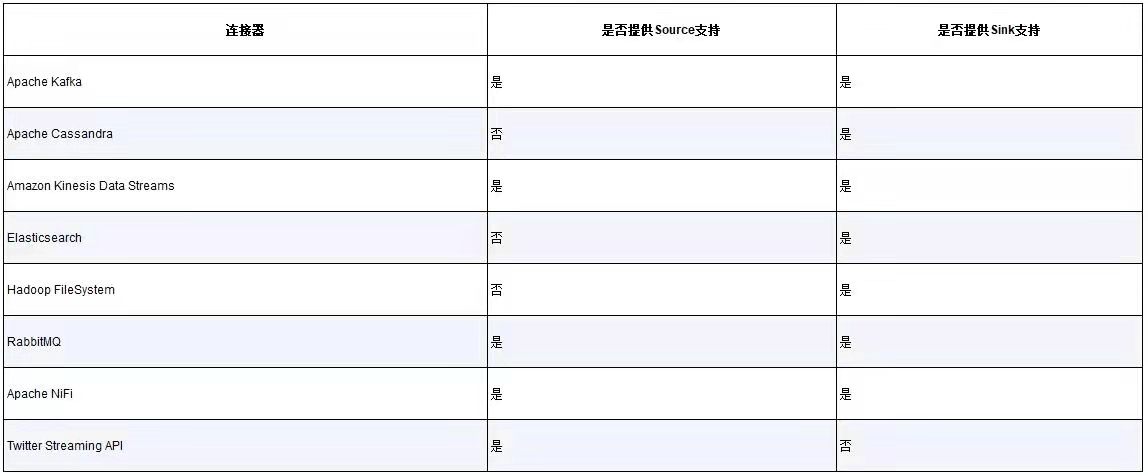 连接器 是否提供Source支持 是否提供Sink支持
Apache Kafka 是 是
Apache Cassandra 否 是
Amazon Kinesis Data Streams 是 是
Elasticsearch 否 是
Hadoop FileSystem 否 是
RabbitMQ 是 是
Apache NiFi 是 是
Twitter Streaming API 是 否